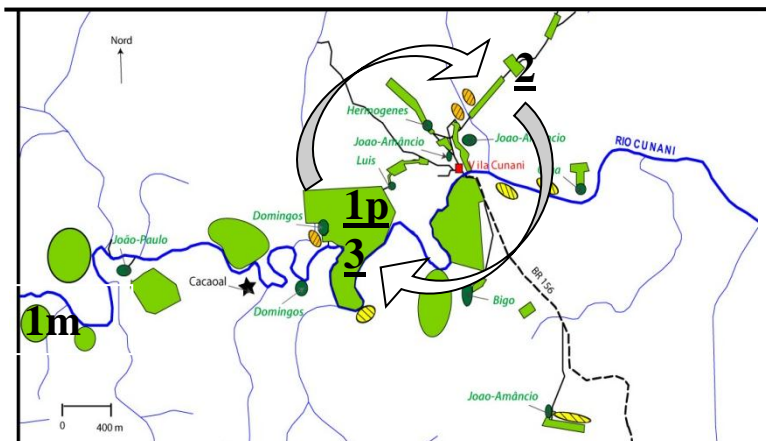 Nord
2
Hermogenes
Joao-Amâncio
Joao-Amâncio
RIO CUNANI
Luis
Vila Cunani
1p
Domingos
João-Paulo
3
Cacaoal
Domingos
BR 156
Bigo
1m
Joao-Amâncio
0 400 m